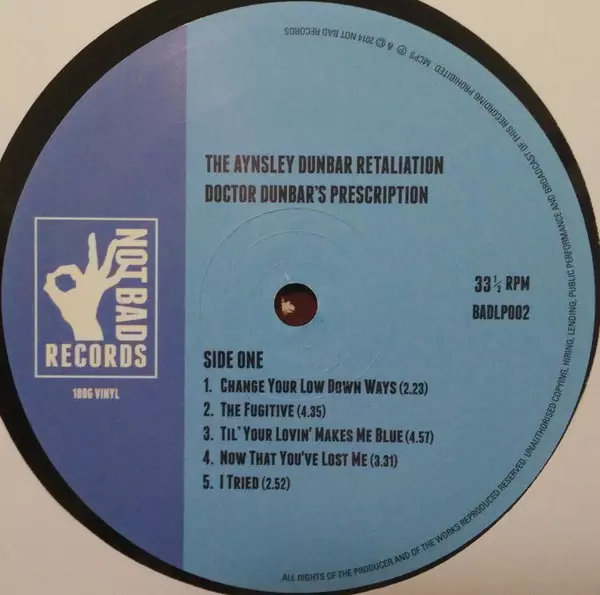 THE AYNSLEY DUNBAR RETALIATION
DOCTOR DUNBAR'S PRESCRIPTION
NOT BAD
RECORDS
180G VINYL
33 1/3 RPM
BADLP002
SIDE ONE
1. CHANGE YOUR LOW DOWN WAYS (2.23)
2. THE FUGITIVE (4.35)
3. TIL' YOUR LOVIN' MAKES ME BLUE (4.57)
4. NOW THAT YOU'VE LOST ME (3.31)
5. I TRIED (2.52)
ALL RIGHTS OF THE PRODUCER AND OF THE WORKS REPRODUCED RESERVED. UNAUTHORISED COPYING, HIRING, LENDING, PUBLIC PERFORMANCE AND BROADCAST OF THIS RECORDING PROHIBITED. MCPS ℗ & © 2014 NOT BAD RECORDS